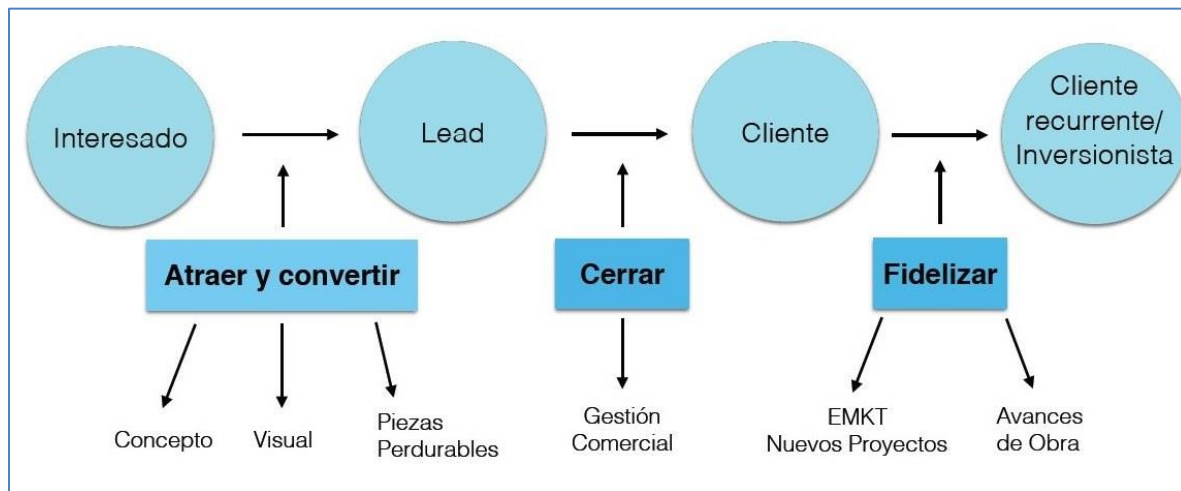 Interesado
Lead
Cliente
Cliente
recurrente/
Inversionista
Atraer y convertir
Cerrar
Fidelizar
Concepto
Visual
Piezas
Perdurables
Gestión
Comercial
EMKT
Nuevos Proyectos
Avances
de Obra